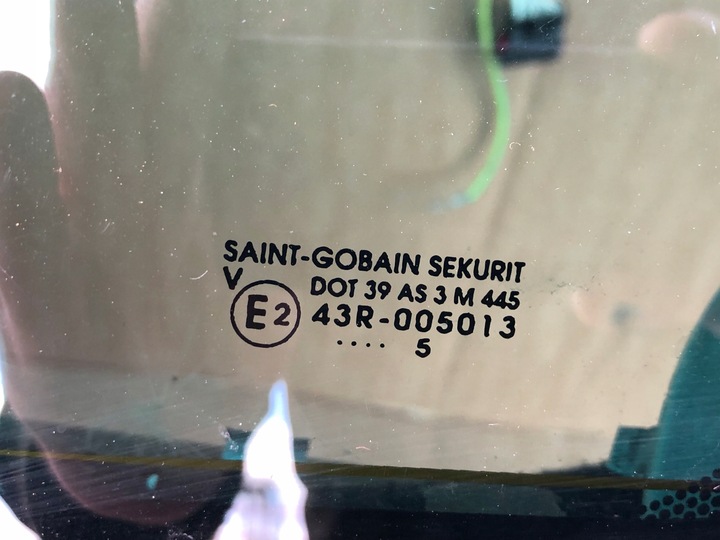 SAINT-GOBAIN SEKURIT
V DOT 39 AS 3 M 445
E2 43R-005013
.... 5